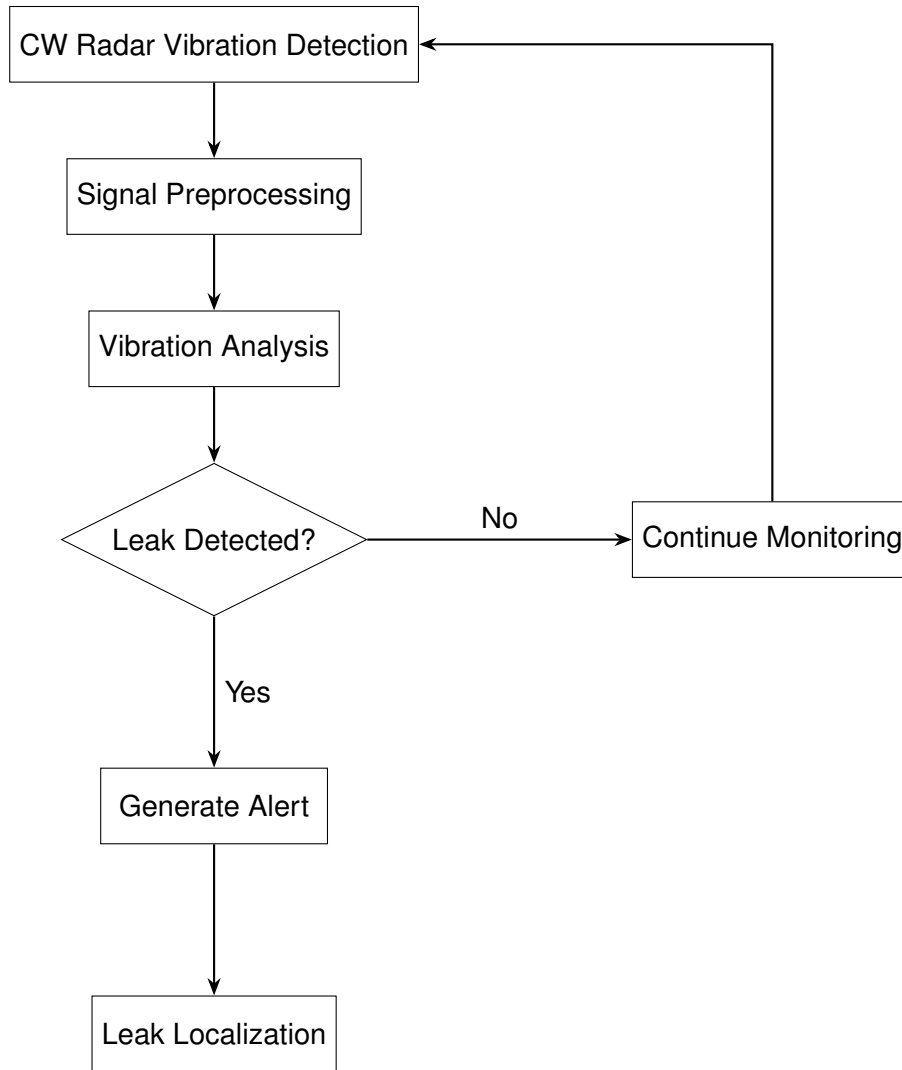 CW Radar Vibration Detection
Signal Preprocessing
Vibration Analysis
Leak Detected?
No
Continue Monitoring
Yes
Generate Alert
Leak Localization